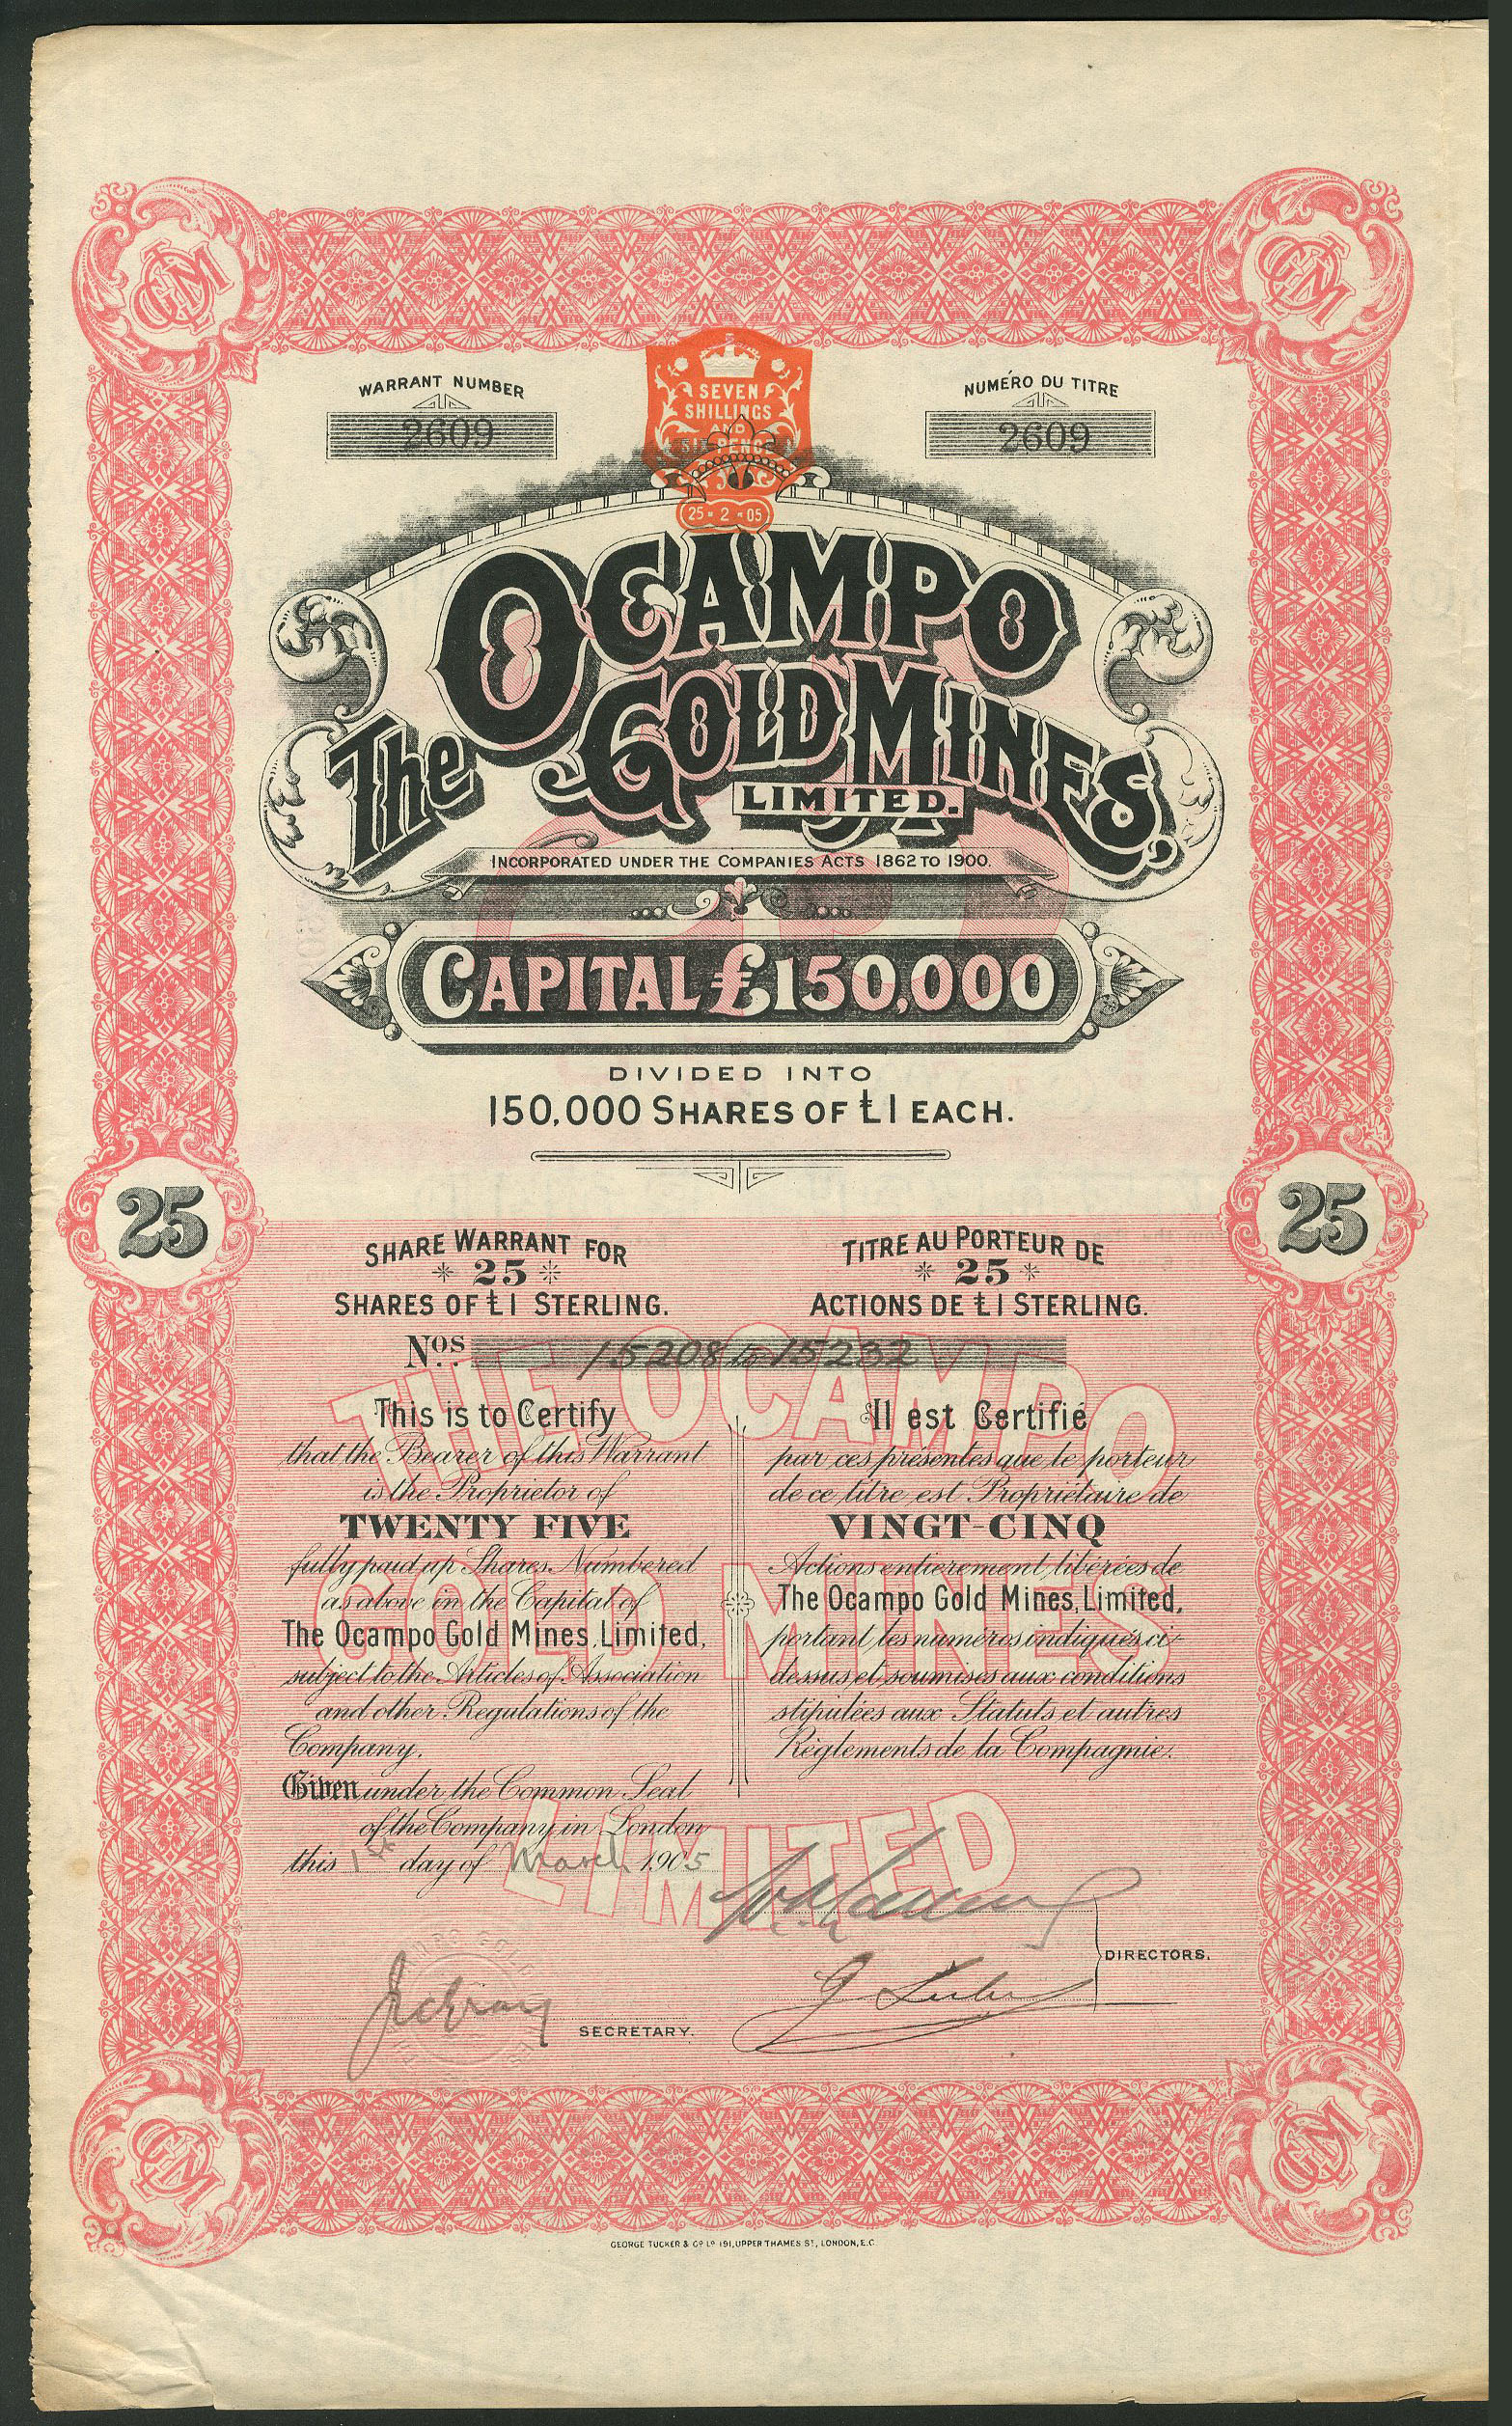 OGM
OGM
WARRANT NUMBER
2609
NUMÉRO DU TITRE
2609
SEVEN
SHILLINGS
AND
SIXPENCE
25 · 2 · 05
The OCAMPO
GOLD MINES,
LIMITED.
INCORPORATED UNDER THE COMPANIES ACTS 1862 TO 1900.
CAPITAL £150,000
DIVIDED INTO
150,000 SHARES OF £1 EACH.
25
25
SHARE WARRANT FOR
* 25 *
SHARES OF £1 STERLING.
TITRE AU PORTEUR DE
* 25 *
ACTIONS DE £1 STERLING.
Nos. 15208 to 15232
THE OCAMPO
GOLD MINES
LIMITED
This is to Certify
that the Bearer of this Warrant
is the Proprietor of
TWENTY FIVE
fully paid up Shares Numbered
as above in the Capital of
The Ocampo Gold Mines, Limited,
subject to the Articles of Association
and other Regulations of the
Company.
Given under the Common Seal
of the Company in London
this 1st day of March 1905
Il est Certifié
par ces présentes que le porteur
de ce titre est Propriétaire de
VINGT-CINQ
Actions entierement libérées de
The Ocampo Gold Mines, Limited,
portant les numéros indiqués ci-
dessus et soumises aux conditions
stipulées aux Statuts et autres
Règlements de la Compagnie.
DIRECTORS.
SECRETARY.
OGM
OGM
GEORGE TUCKER & Co Ld 191, UPPER THAMES St, LONDON, E.C.